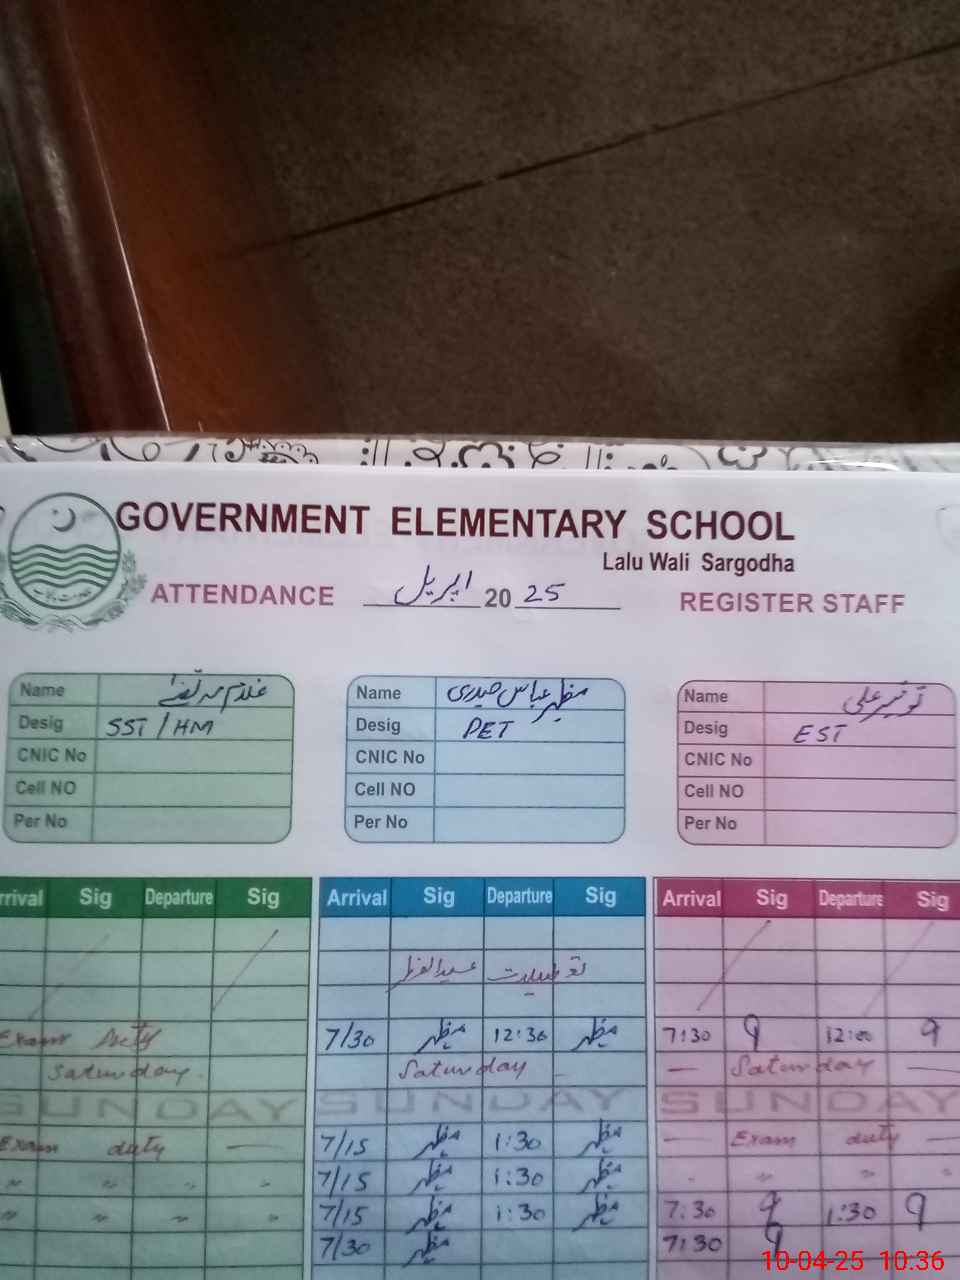 GOVERNMENT ELEMENTARY SCHOOL
Lalu Wali Sargodha
ATTENDANCE اپریل 20 25 REGISTER STAFF
Name غلام مرتضیٰ
Desig SST / HM
CNIC No
Cell NO
Per No
Name مظہر عباس حیدری
Desig PET
CNIC No
Cell NO
Per No
Name توقیر علی
Desig EST
CNIC No
Cell NO
Per No
rrival Sig Departure Sig
Exam Duty
Saturday.
SUNDAY
Exam duty —
" " " "
" " " "
Arrival Sig Departure Sig
تعطیلات عیدالفطر
7/30 مظہر 12:30 مظہر
Saturday –
SUNDAY
7/15 مظہر 1:30 مظہر
7/15 مظہر 1:30 مظہر
7/15 مظہر 1:30 مظہر
7/30 مظہر
Arrival Sig Departure Sig
7:30 12:00
— Saturday —
SUNDAY
— Exam duty —
" " " "
7:30 1:30
7:30
10-04-25 10:36